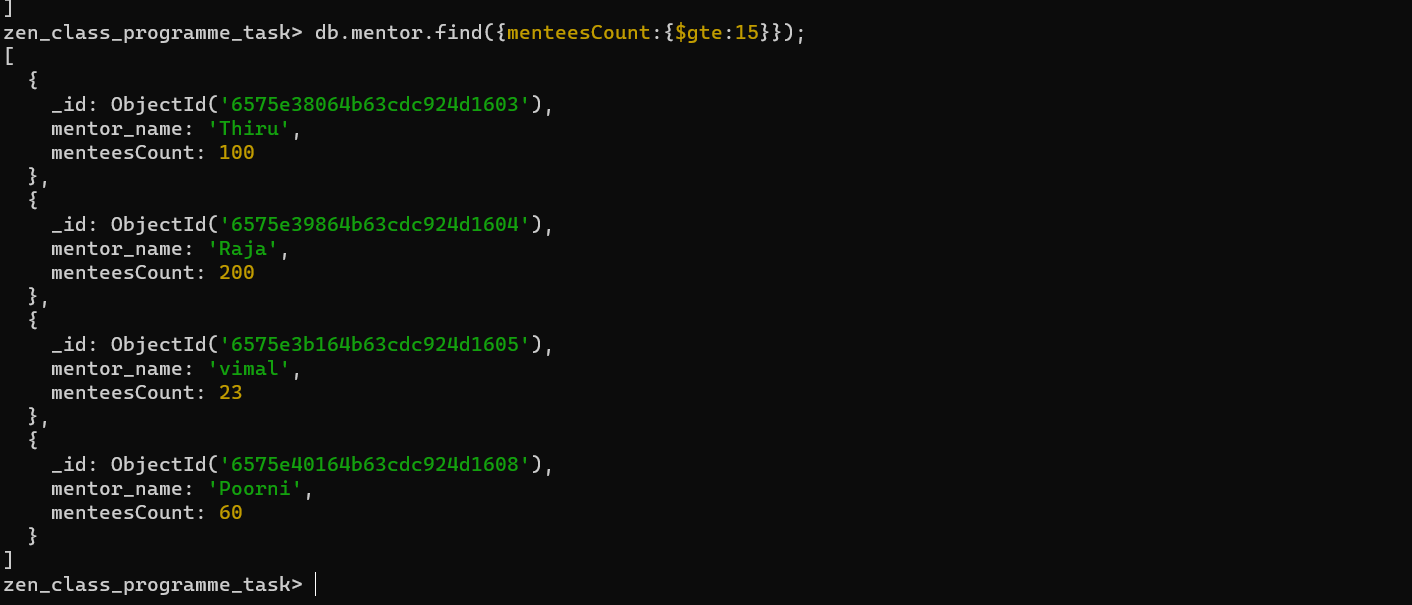 ]
zen_class_programme_task> db.mentor.find({menteesCount:{$gte:15}});
[
  {
    _id: ObjectId('6575e38064b63cdc924d1603'),
    mentor_name: 'Thiru',
    menteesCount: 100
  },
  {
    _id: ObjectId('6575e39864b63cdc924d1604'),
    mentor_name: 'Raja',
    menteesCount: 200
  },
  {
    _id: ObjectId('6575e3b164b63cdc924d1605'),
    mentor_name: 'vimal',
    menteesCount: 23
  },
  {
    _id: ObjectId('6575e40164b63cdc924d1608'),
    mentor_name: 'Poorni',
    menteesCount: 60
  }
]
zen_class_programme_task>